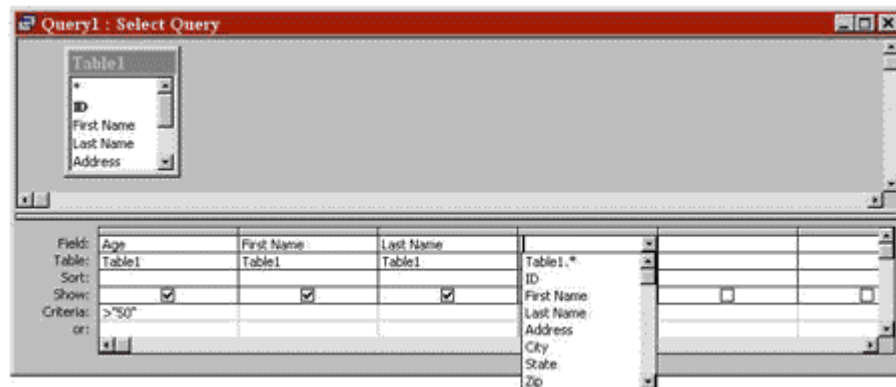 Query1 : Select Query
Table1
*
ID
First Name
Last Name
Address
Field: Age First Name Last Name
Table: Table1 Table1 Table1 Table1.*
Sort: ID
Show: First Name
Criteria: >"50" Last Name
or: Address
City
State
Zip